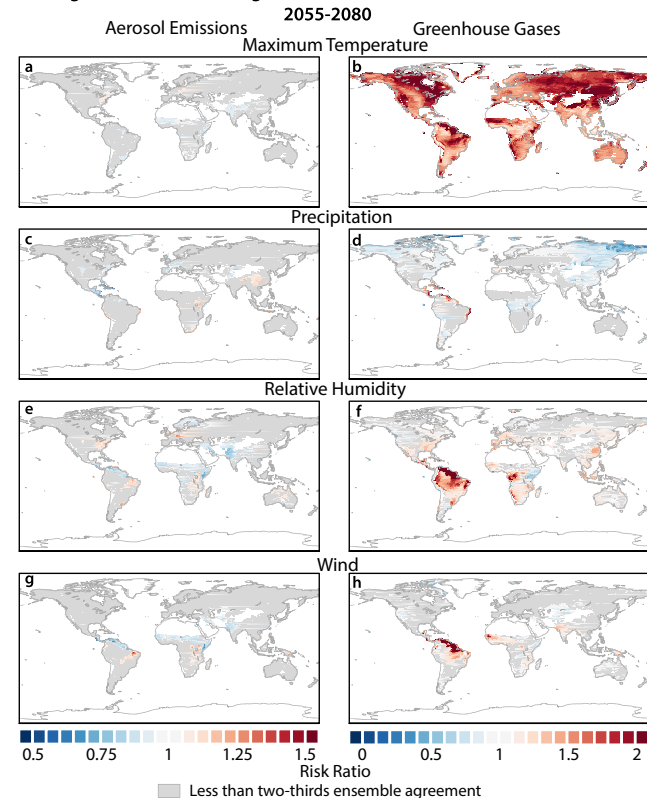 2055-2080
Aerosol Emissions Greenhouse Gases
Maximum Temperature
a b
Precipitation
c d
Relative Humidity
e f
Wind
g h
0.5 0.75 1 1.25 1.5 0 0.5 1 1.5 2
Risk Ratio
Less than two-thirds ensemble agreement